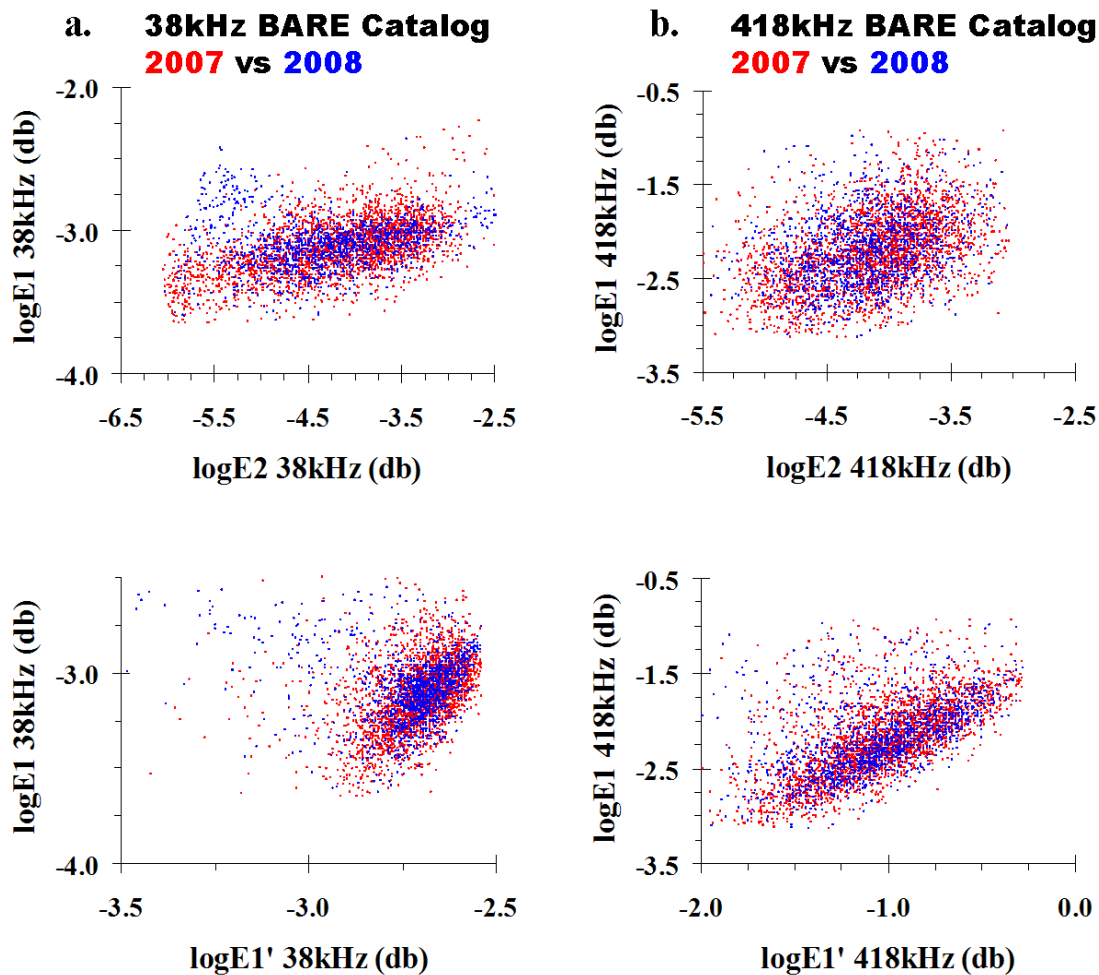 a. 38kHz BARE Catalog
2007 vs 2008
-2.0
-3.0
-4.0
logE1 38kHz (db)
-6.5 -5.5 -4.5 -3.5 -2.5
logE2 38kHz (db)
b. 418kHz BARE Catalog
2007 vs 2008
-0.5
-1.5
-2.5
-3.5
logE1 418kHz (db)
-5.5 -4.5 -3.5 -2.5
logE2 418kHz (db)
-3.0
-4.0
logE1 38kHz (db)
-3.5 -3.0 -2.5
logE1' 38kHz (db)
-0.5
-1.5
-2.5
-3.5
logE1 418kHz (db)
-2.0 -1.0 0.0
logE1' 418kHz (db)